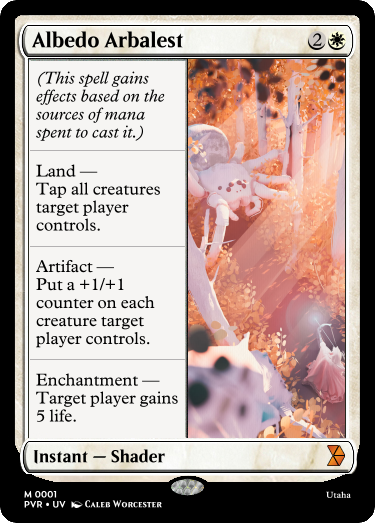 Albedo Arbalest 2
(This spell gains
effects based on the
sources of mana
spent to cast it.)
Land —
Tap all creatures
target player
controls.
Artifact —
Put a +1/+1
counter on each
creature target
player controls.
Enchantment —
Target player gains
5 life.
Instant — Shader
M 0001
PVR • UV Caleb Worcester
Utaha